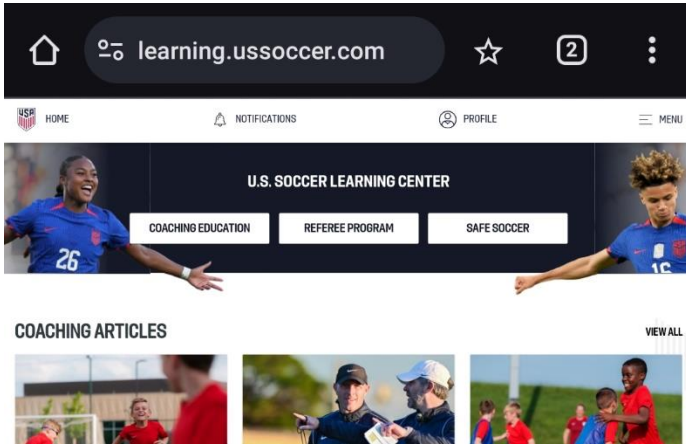 learning.ussoccer.com
2
USA
HOME
NOTIFICATIONS
PROFILE
MENU
U.S. SOCCER LEARNING CENTER
COACHING EDUCATION
REFEREE PROGRAM
SAFE SOCCER
26
16
COACHING ARTICLES
VIEW ALL